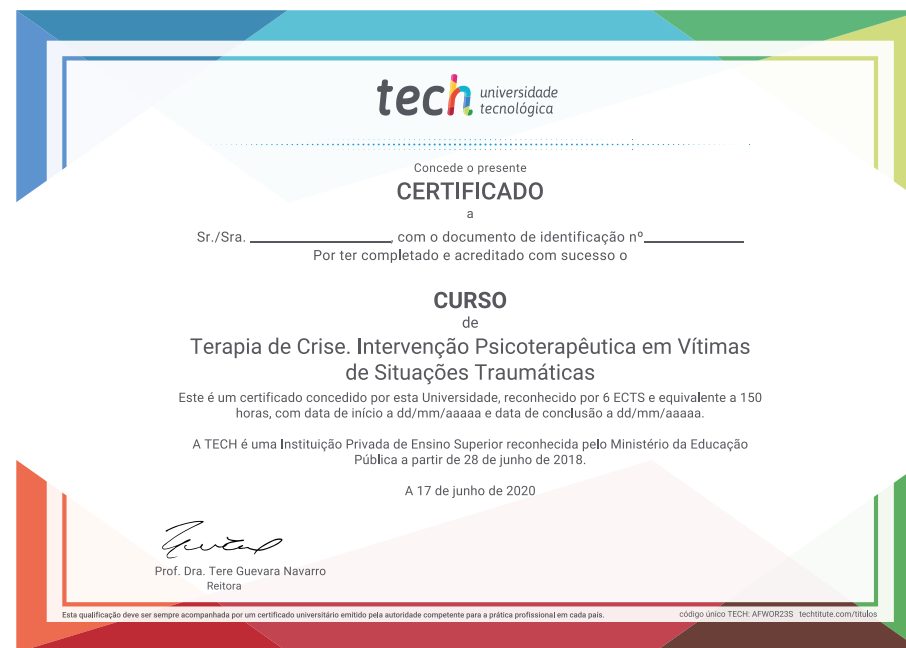 tech universidade
tecnológica
Concede o presente
CERTIFICADO
a
Sr./Sra. , com o documento de identificação nº
Por ter completado e acreditado com sucesso o
CURSO
de
Terapia de Crise. Intervenção Psicoterapêutica em Vítimas
de Situações Traumáticas
Este é um certificado concedido por esta Universidade, reconhecido por 6 ECTS e equivalente a 150
horas, com data de início a dd/mm/aaaaa e data de conclusão a dd/mm/aaaaa.
A TECH é uma Instituição Privada de Ensino Superior reconhecida pelo Ministério da Educação
Pública a partir de 28 de junho de 2018.
A 17 de junho de 2020
Prof. Dra. Tere Guevara Navarro
Reitora
Esta qualificação deve ser sempre acompanhada por um certificado universitário emitido pela autoridade competente para a prática profissional em cada país.
código único TECH: AFWOR23S techtitute.com/titulos